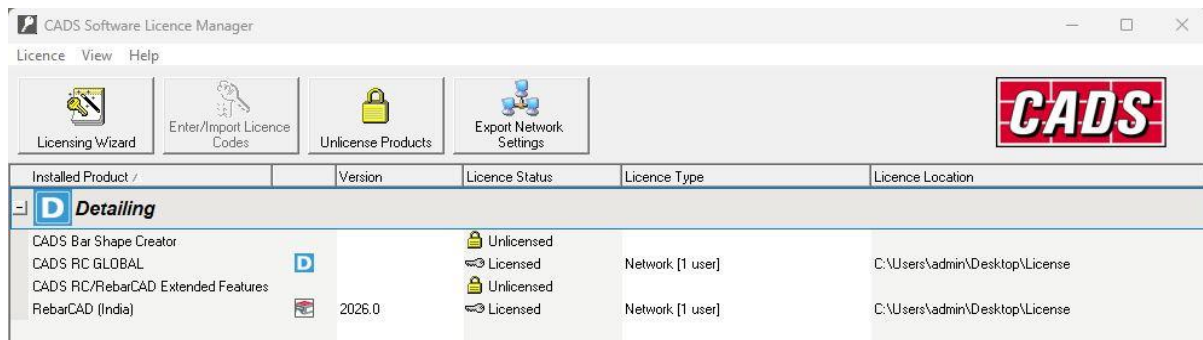 CADS Software Licence Manager
Licence View Help
Licensing Wizard
Enter/Import Licence
Codes
Unlicense Products
Export Network
Settings
CADS
Installed Product / Version Licence Status Licence Type Licence Location
D Detailing
CADS Bar Shape Creator Unlicensed
CADS RC GLOBAL D Licensed Network [1 user] C:\Users\admin\Desktop\License
CADS RC/RebarCAD Extended Features Unlicensed
RebarCAD (India) 2026.0 Licensed Network [1 user] C:\Users\admin\Desktop\License